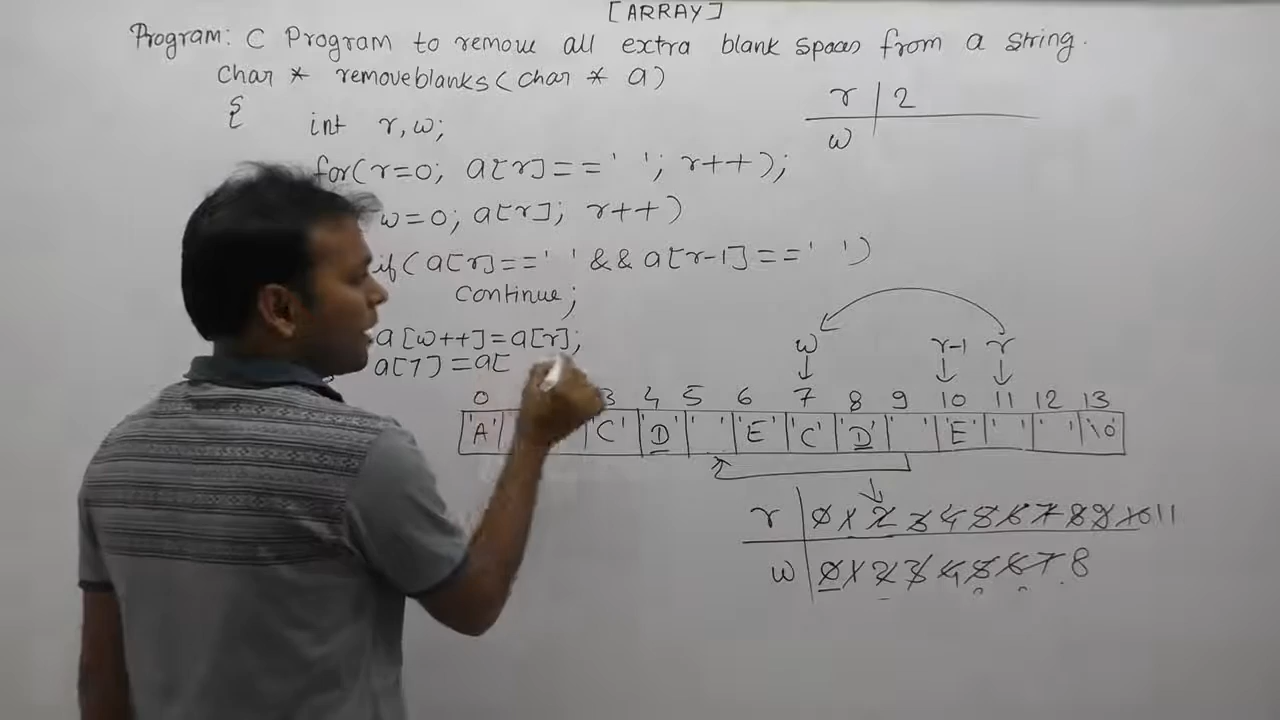 [ARRAY]
Program: C Program to remove all extra blank spaces from a string.
char * removeblanks(char * a)
{
int r,w;
r | 2
w
for(r=0; a[r]==' '; r++);
w=0; a[r]; r++)
if(a[r]==' ' && a[r-1]==' ')
continue;
a[w++]=a[r];
a[7]=a[
w r-1 r
0 3 4 5 6 7 8 9 10 11 12 13
'A' 'C' 'D' ' ' 'E' 'C' 'D' ' ' 'E' ' ' ' ' '\0'
r | 0 1 2 3 4 5 6 7 8 9 10 11
w | 0 1 2 3 4 5 6 7 8